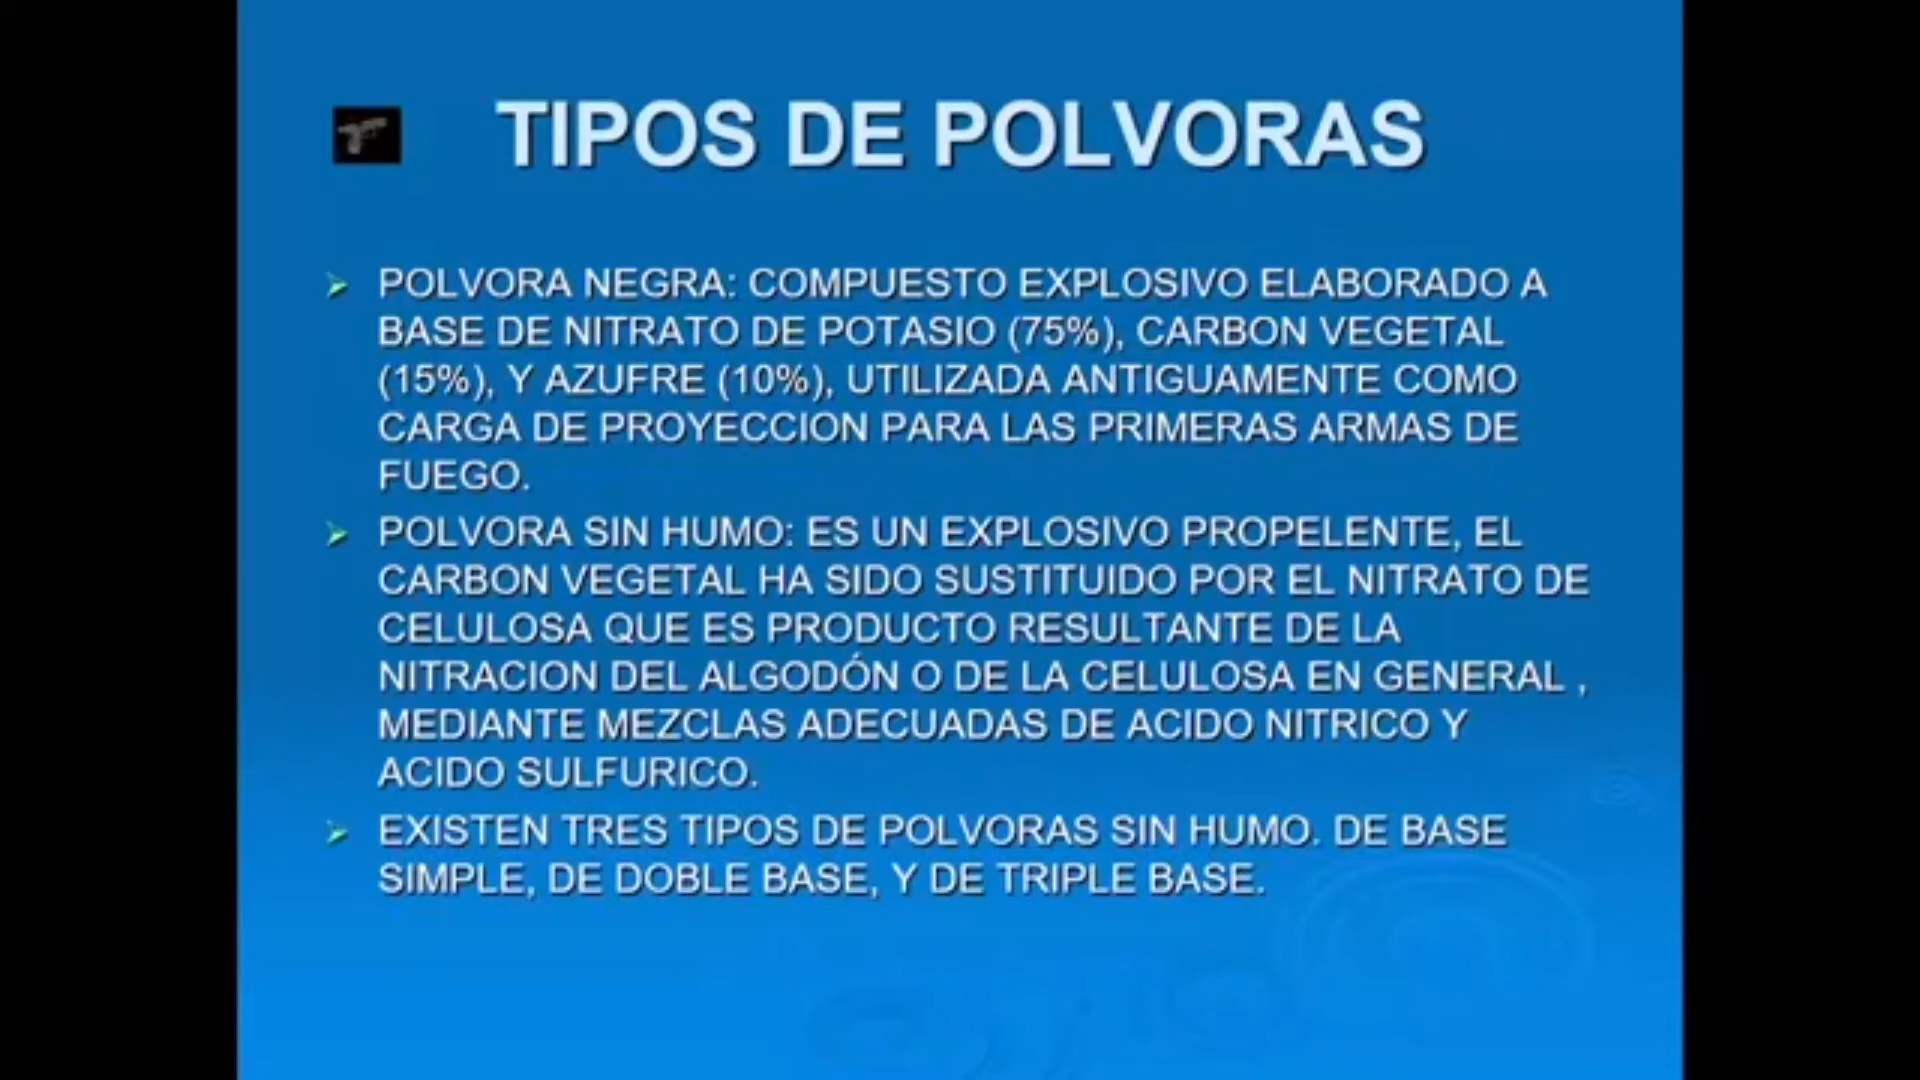 TIPOS DE POLVORAS
POLVORA NEGRA: COMPUESTO EXPLOSIVO ELABORADO A
BASE DE NITRATO DE POTASIO (75%), CARBON VEGETAL
(15%), Y AZUFRE (10%), UTILIZADA ANTIGUAMENTE COMO
CARGA DE PROYECCION PARA LAS PRIMERAS ARMAS DE
FUEGO.
POLVORA SIN HUMO: ES UN EXPLOSIVO PROPELENTE, EL
CARBON VEGETAL HA SIDO SUSTITUIDO POR EL NITRATO DE
CELULOSA QUE ES PRODUCTO RESULTANTE DE LA
NITRACION DEL ALGODÓN O DE LA CELULOSA EN GENERAL ,
MEDIANTE MEZCLAS ADECUADAS DE ACIDO NITRICO Y
ACIDO SULFURICO.
EXISTEN TRES TIPOS DE POLVORAS SIN HUMO. DE BASE
SIMPLE, DE DOBLE BASE, Y DE TRIPLE BASE.